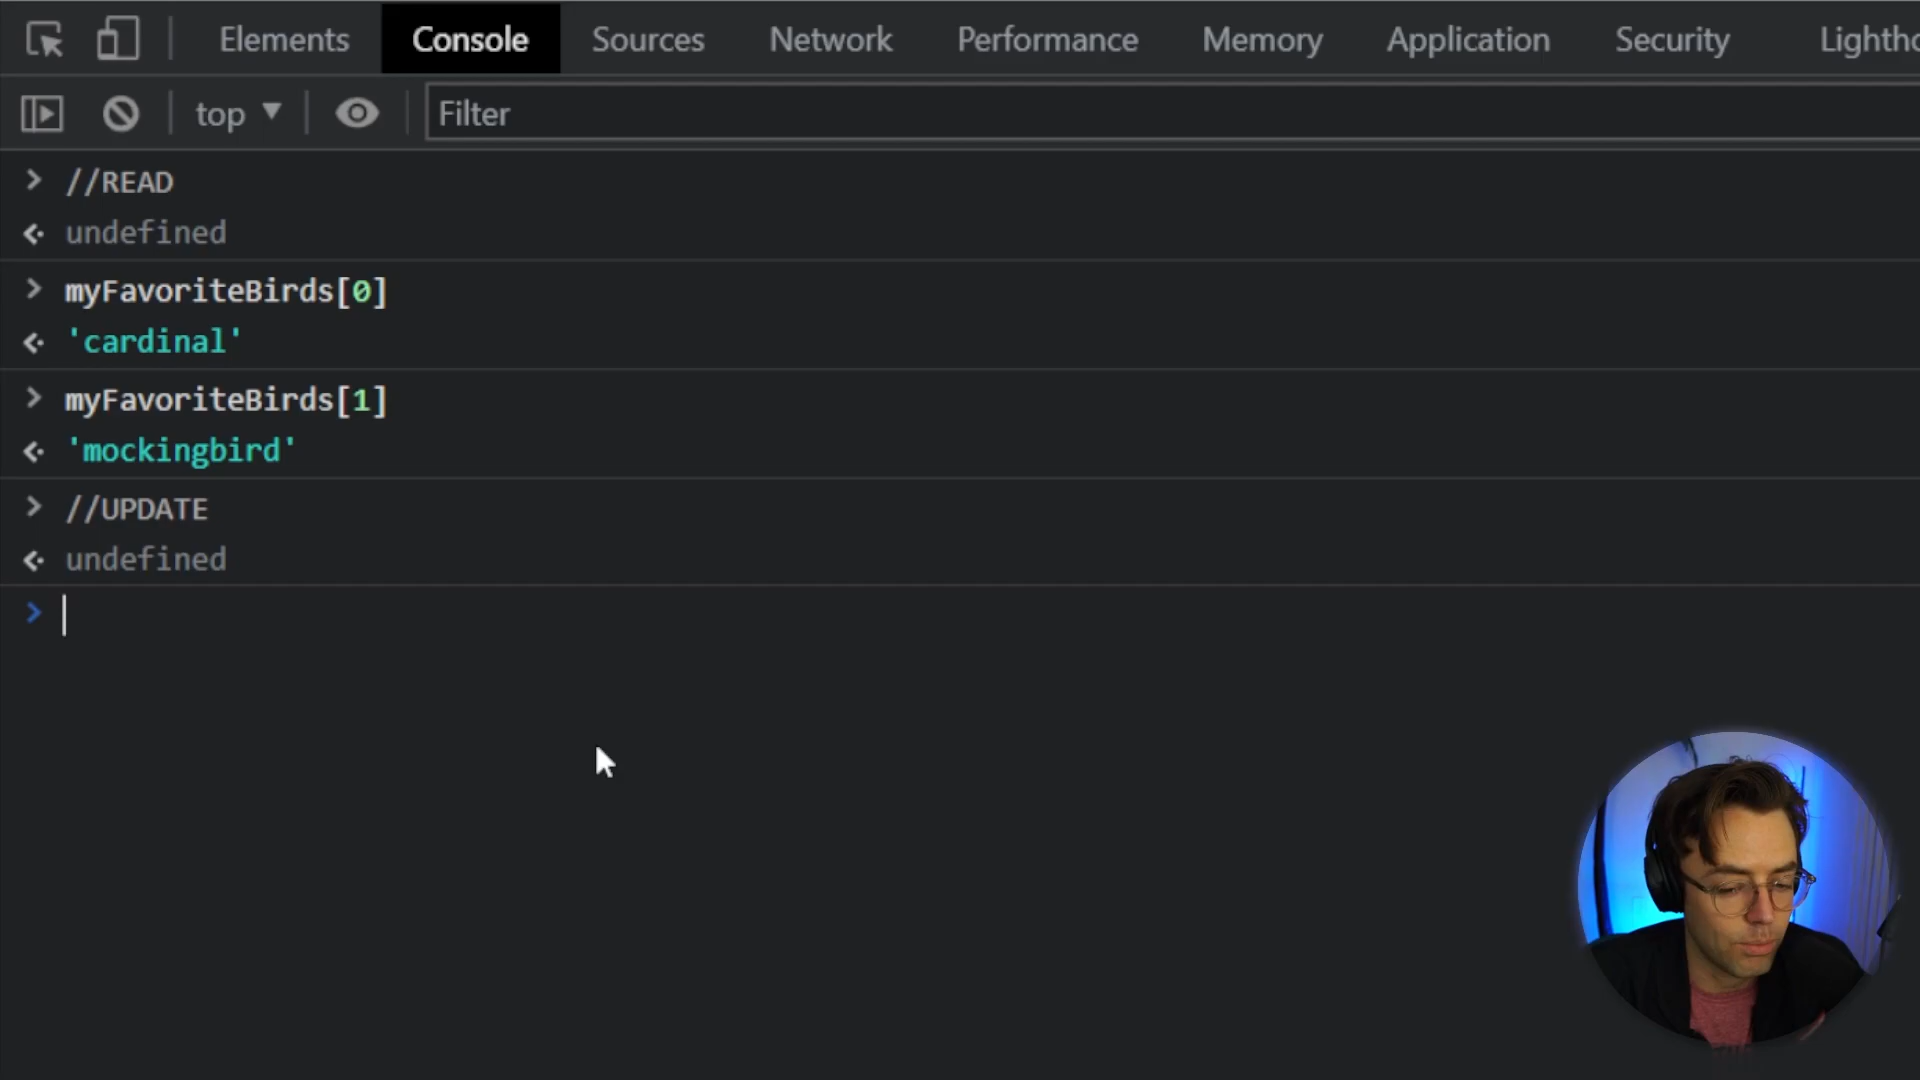 Elements Console Sources Network Performance Memory Application Security Lightho
top Filter
> //READ
undefined
> myFavoriteBirds[0]
'cardinal'
> myFavoriteBirds[1]
'mockingbird'
> //UPDATE
undefined
>